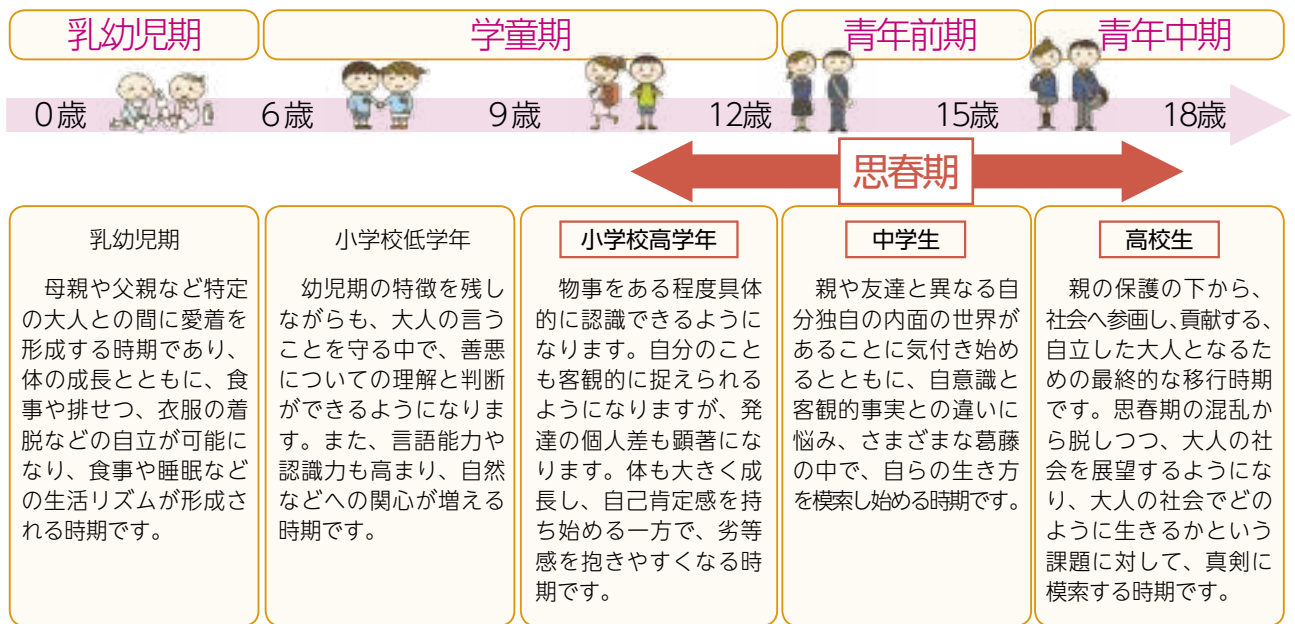 乳幼児期
学童期
青年前期
青年中期
0歳
6歳
9歳
12歳
15歳
18歳
思春期
乳幼児期
母親や父親など特定
の大人との間に愛着を
形成する時期であり、
体の成長とともに、食
事や排せつ、衣服の着
脱などの自立が可能に
なり、食事や睡眠など
の生活リズムが形成さ
れる時期です。
小学校低学年
幼児期の特徴を残し
ながらも、大人の言う
ことを守る中で、善悪
についての理解と判断
ができるようになりま
す。また、言語能力や
認識力も高まり、自然
などへの関心が増える
時期です。
小学校高学年
物事をある程度具体
的に認識できるように
なります。自分のこと
も客観的に捉えられる
ようになりますが、発
達の個人差も顕著にな
ります。体も大きく成
長し、自己肯定感を持
ち始める一方で、劣等
感を抱きやすくなる時
期です。
中学生
親や友達と異なる自
分独自の内面の世界が
あることに気付き始め
るとともに、自意識と
客観的事実との違いに
悩み、さまざまな葛藤
の中で、自らの生き方
を模索し始める時期です。
高校生
親の保護の下から、
社会へ参画し、貢献する、
自立した大人となるた
めの最終的な移行時期
です。思春期の混乱か
ら脱しつつ、大人の社
会を展望するようにな
り、大人の社会でどの
ように生きるかという
課題に対して、真剣に
模索する時期です。